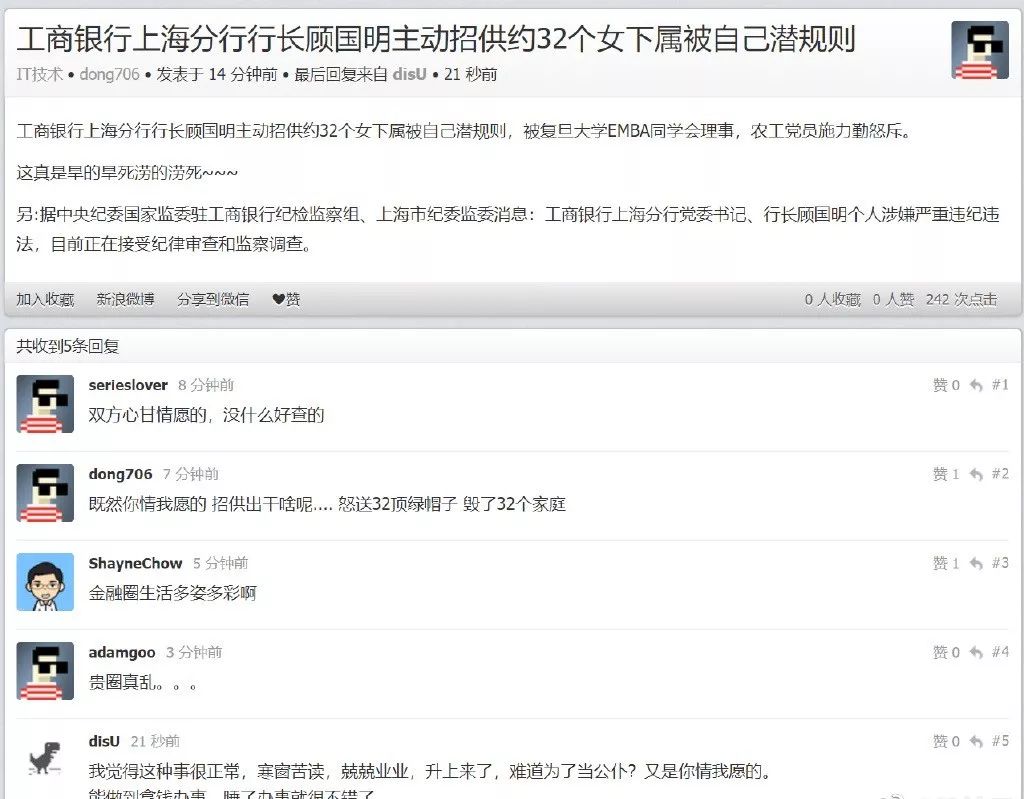 工商银行上海分行行长顾国明主动招供约32个女下属被自己潜规则
IT技术 • dong706 • 发表于 14 分钟前 • 最后回复来自 disU • 21 秒前
工商银行上海分行行长顾国明主动招供约32个女下属被自己潜规则，被复旦大学EMBA同学会理事，农工党员施力勤怒斥。
这真是旱的旱死涝的涝死~~~
另:据中央纪委国家监委驻工商银行纪检监察组、上海市纪委监委消息：工商银行上海分行党委书记、行长顾国明个人涉嫌严重违纪违
法，目前正在接受纪律审查和监察调查。
加入收藏 新浪微博 分享到微信 ❤赞 0 人收藏 0 人赞 242 次点击
共收到5条回复
serieslover 8 分钟前 赞 0 #1
双方心甘情愿的，没什么好查的
dong706 7 分钟前 赞 1 #2
既然你情我愿的 招供出干啥呢.... 怒送32顶绿帽子 毁了32个家庭
ShayneChow 5 分钟前 赞 1 #3
金融圈生活多姿多彩啊
adamgoo 3 分钟前 赞 0 #4
贵圈真乱。。。
disU 21 秒前 赞 0 #5
我觉得这种事很正常，寒窗苦读，兢兢业业，升上来了，难道为了当公仆？又是你情我愿的。
能做到拿钱办事，睡了办事就很不错了